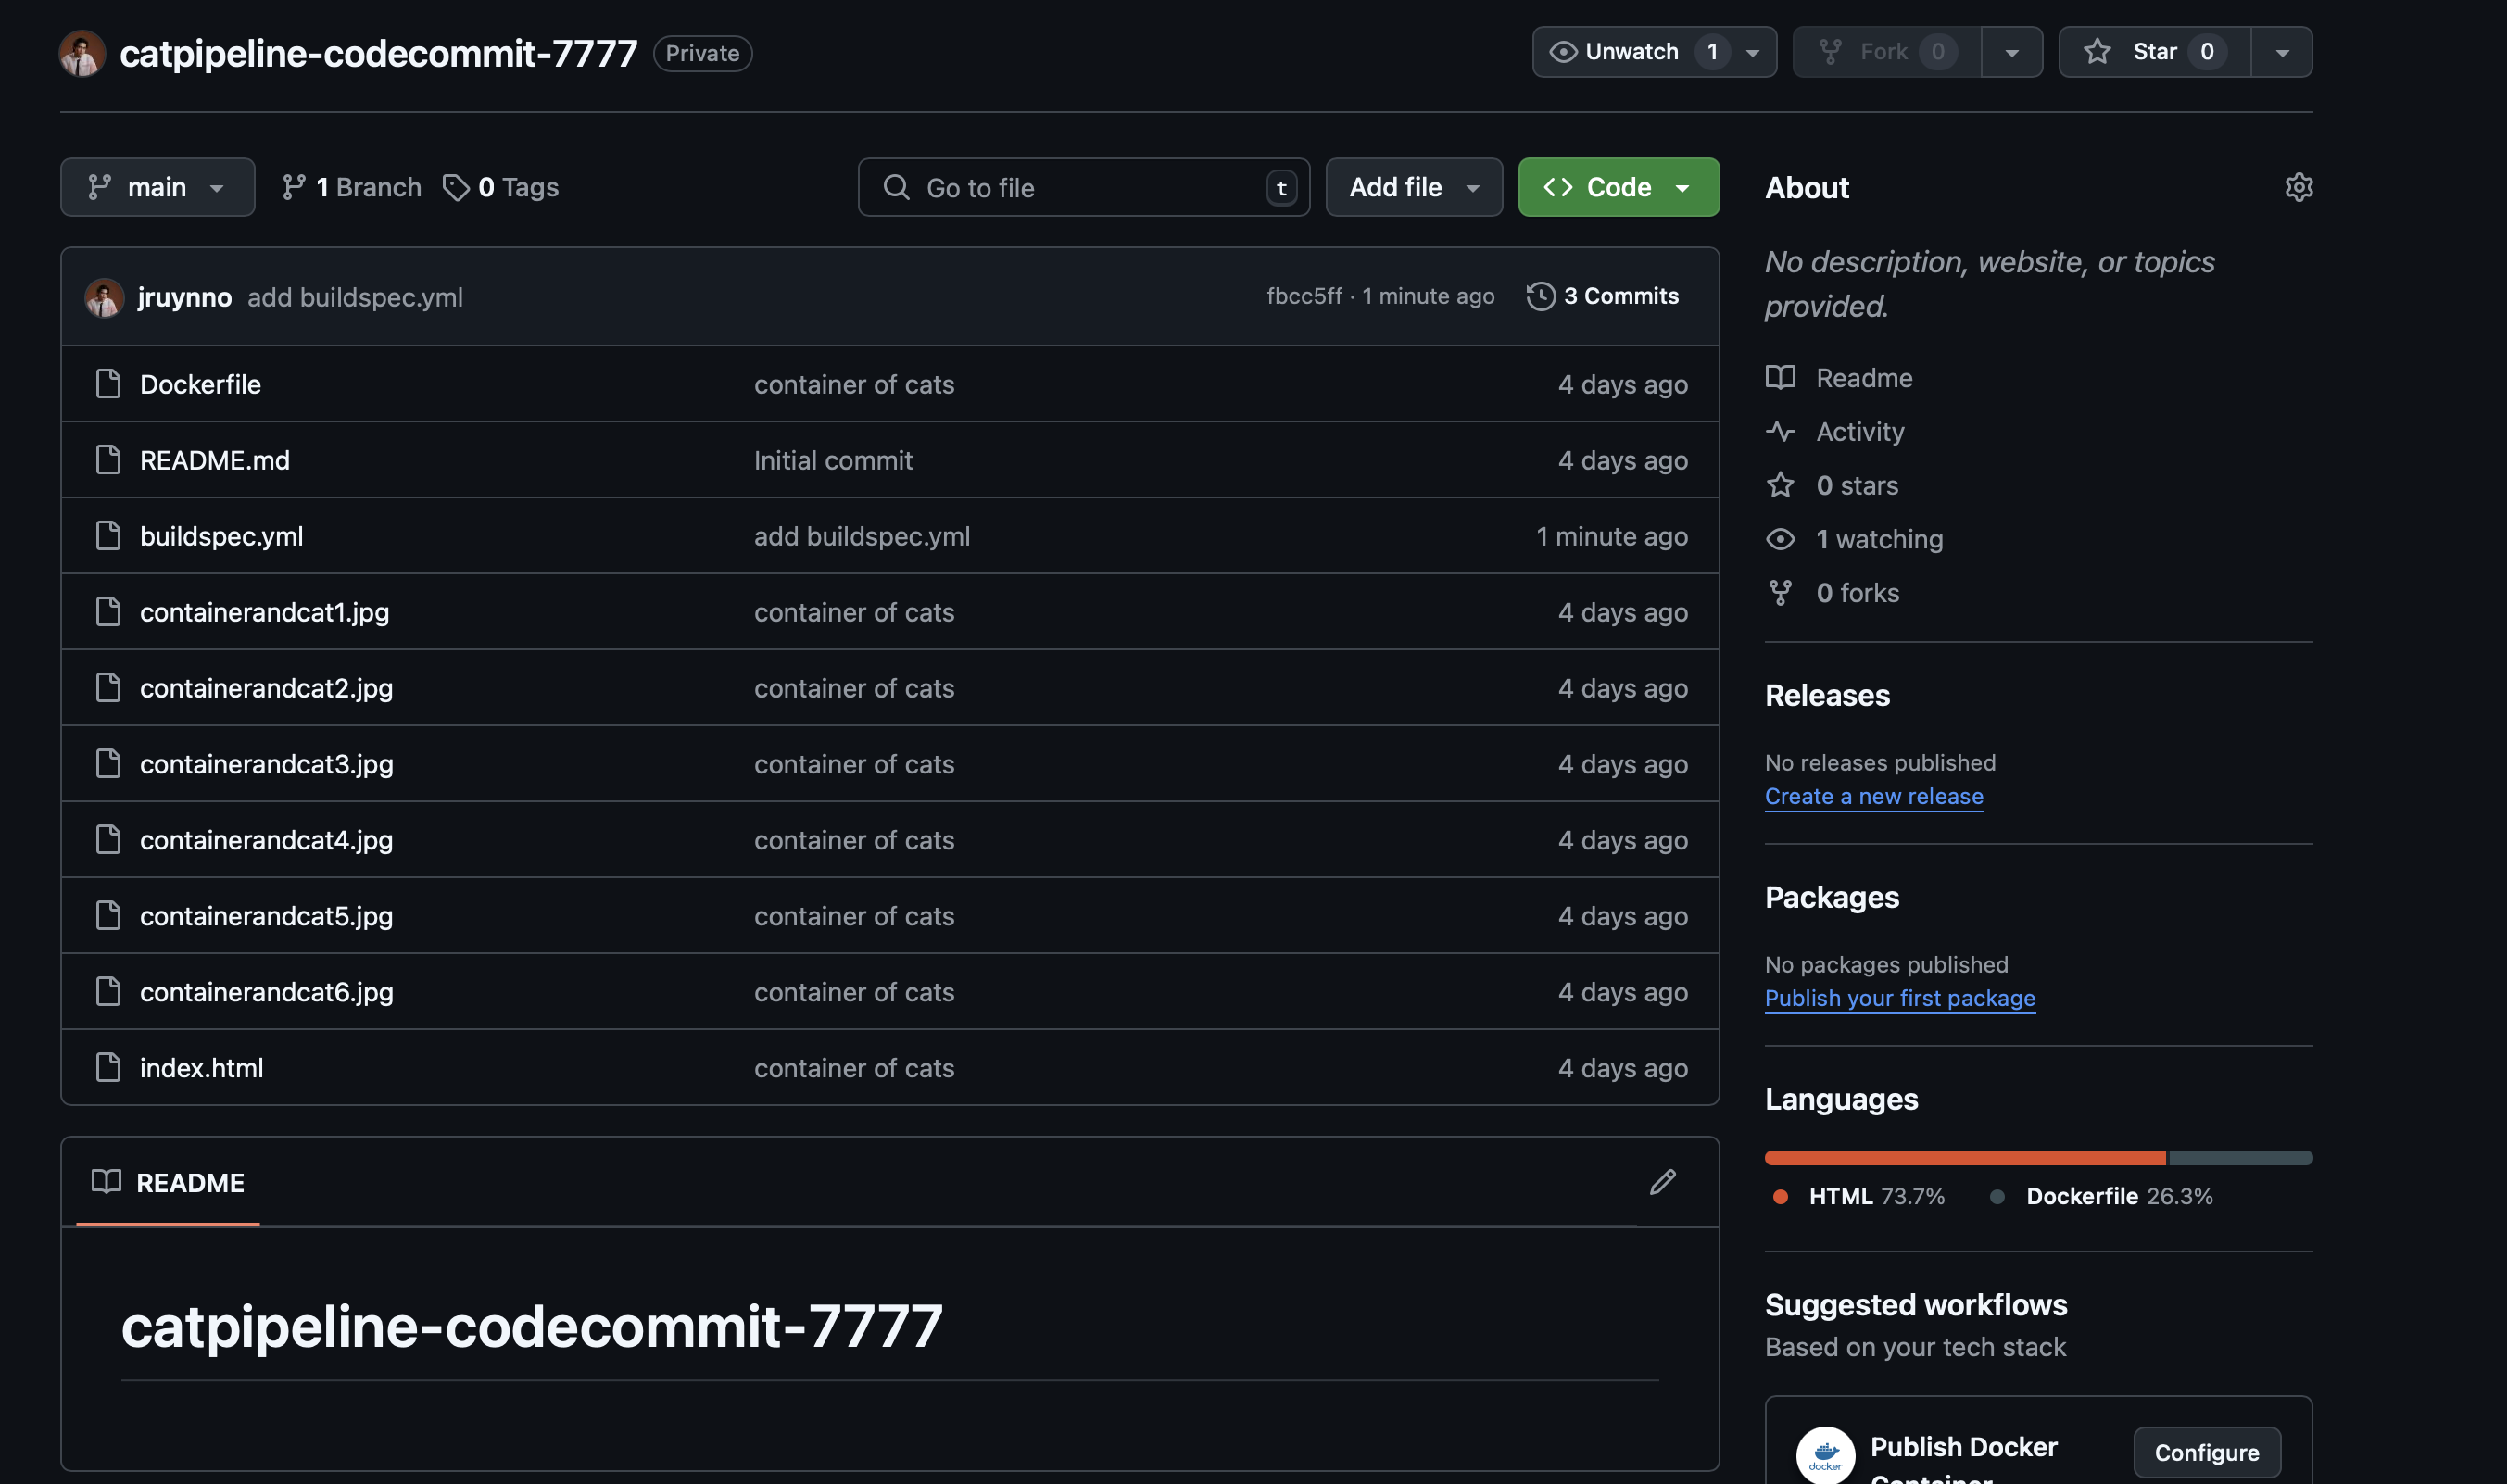 catpipeline-codecommit-7777 Private Unwatch 1 Fork 0 Star 0
main 1 Branch 0 Tags Go to file t Add file Code
jruynno add buildspec.yml fbcc5ff · 1 minute ago 3 Commits
Dockerfile container of cats 4 days ago
README.md Initial commit 4 days ago
buildspec.yml add buildspec.yml 1 minute ago
containerandcat1.jpg container of cats 4 days ago
containerandcat2.jpg container of cats 4 days ago
containerandcat3.jpg container of cats 4 days ago
containerandcat4.jpg container of cats 4 days ago
containerandcat5.jpg container of cats 4 days ago
containerandcat6.jpg container of cats 4 days ago
index.html container of cats 4 days ago
README
catpipeline-codecommit-7777
About
No description, website, or topics
provided.
Readme
Activity
0 stars
1 watching
0 forks
Releases
No releases published
Create a new release
Packages
No packages published
Publish your first package
Languages
HTML 73.7% Dockerfile 26.3%
Suggested workflows
Based on your tech stack
docker
Publish Docker
Container
Configure